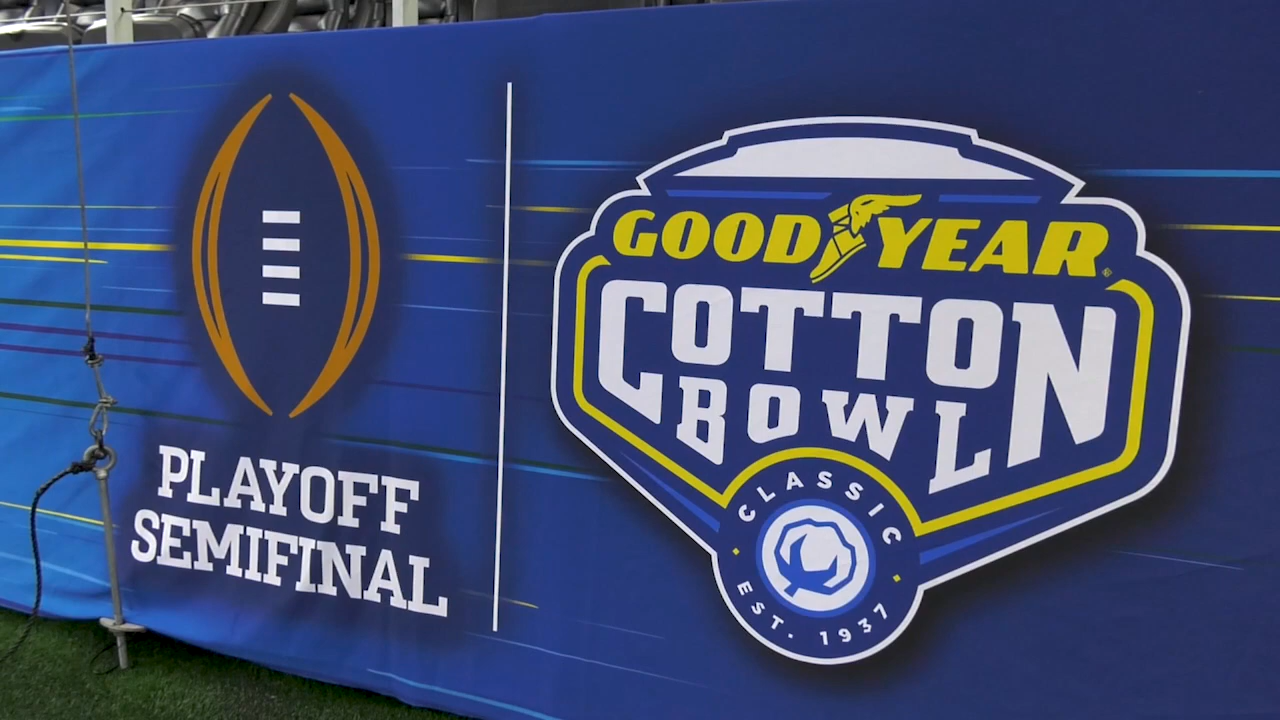 PLAYOFF
SEMIFINAL
GOODYEAR
COTTON
BOWL
CLASSIC
EST. 1937